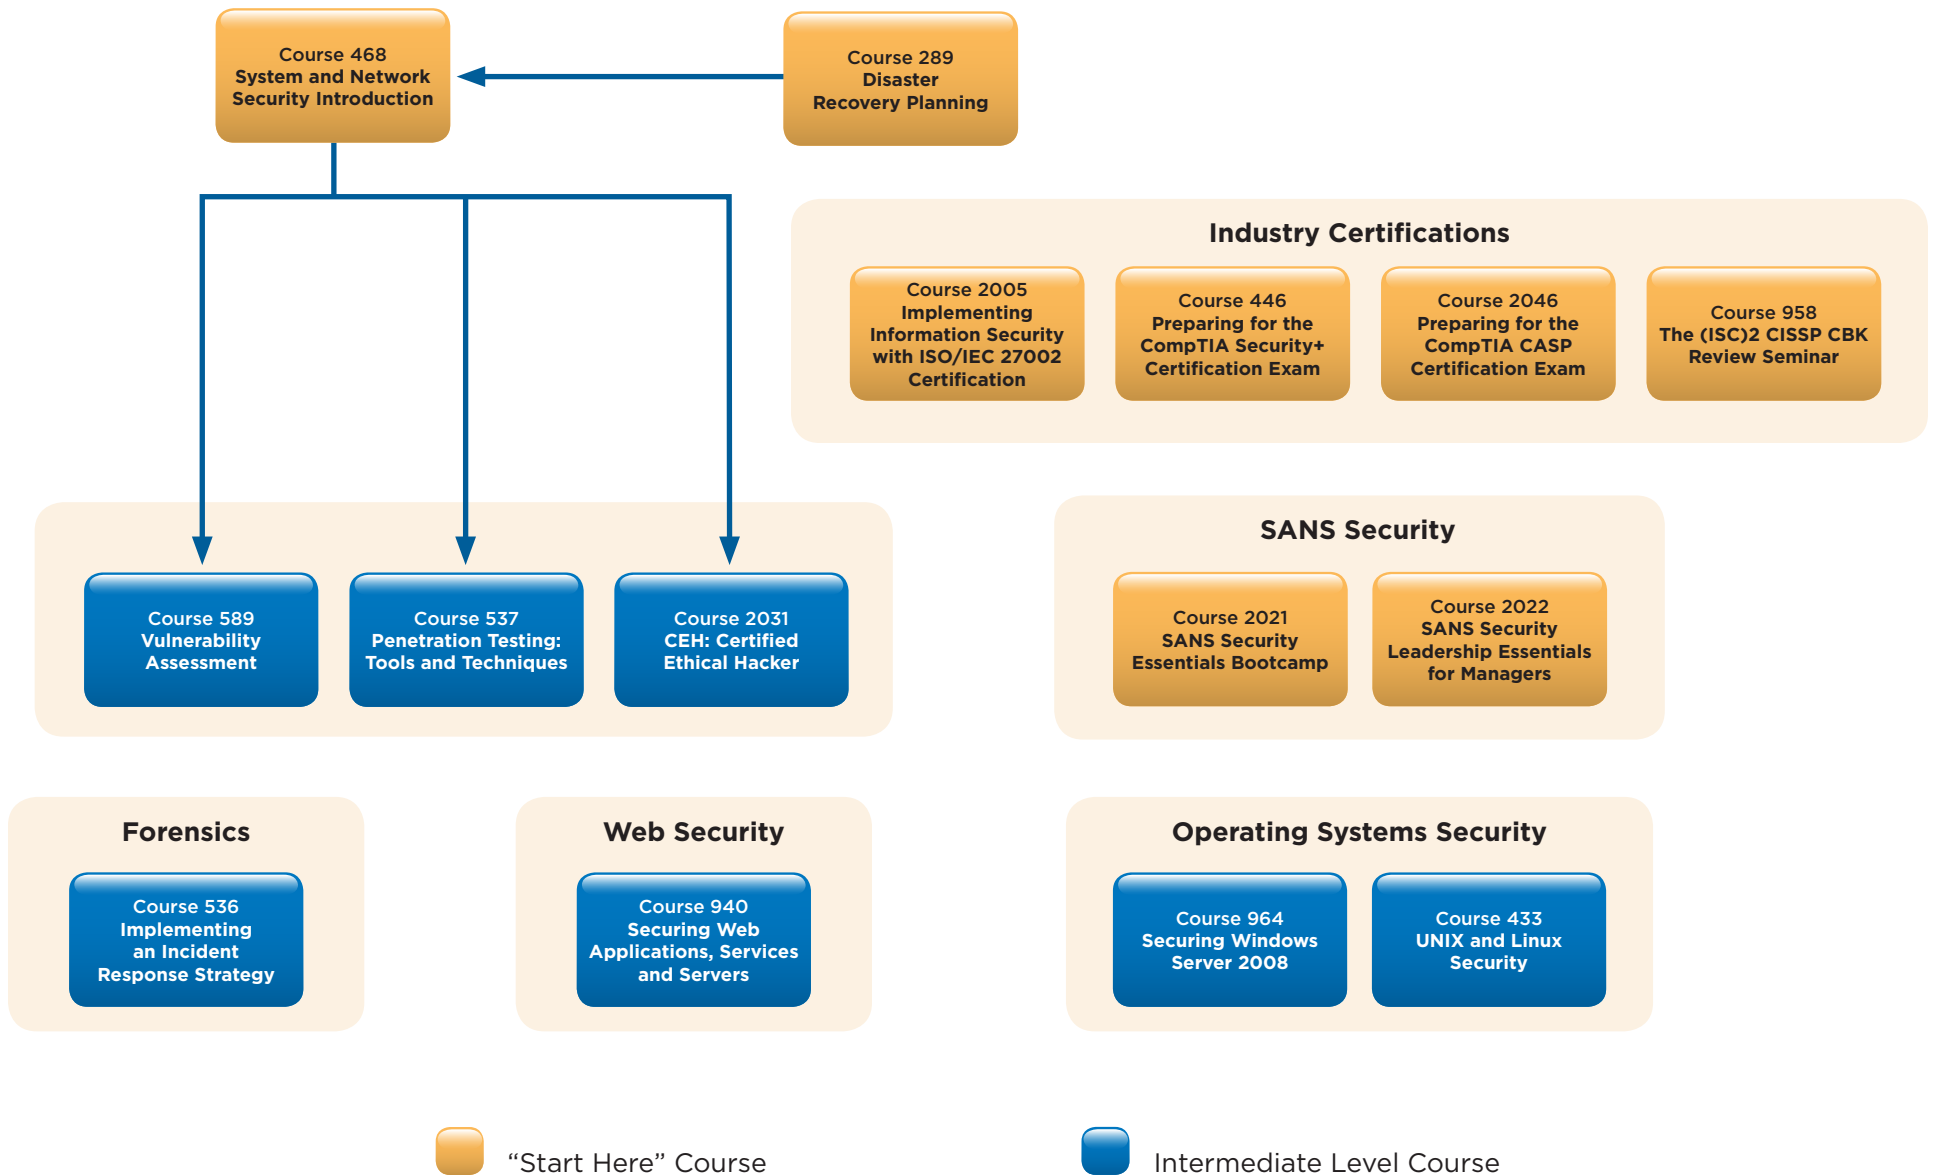 Course 468
System and Network
Security Introduction
Course 289
Disaster
Recovery Planning
Industry Certifications
Course 2005
Implementing
Information Security
with ISO/IEC 27002
Certification
Course 446
Preparing for the
CompTIA Security+
Certification Exam
Course 2046
Preparing for the
CompTIA CASP
Certification Exam
Course 958
The (ISC)2 CISSP CBK
Review Seminar
Course 589
Vulnerability
Assessment
Course 537
Penetration Testing:
Tools and Techniques
Course 2031
CEH: Certified
Ethical Hacker
SANS Security
Course 2021
SANS Security
Essentials Bootcamp
Course 2022
SANS Security
Leadership Essentials
for Managers
Forensics
Course 536
Implementing
an Incident
Response Strategy
Web Security
Course 940
Securing Web
Applications, Services
and Servers
Operating Systems Security
Course 964
Securing Windows
Server 2008
Course 433
UNIX and Linux
Security
“Start Here” Course
Intermediate Level Course